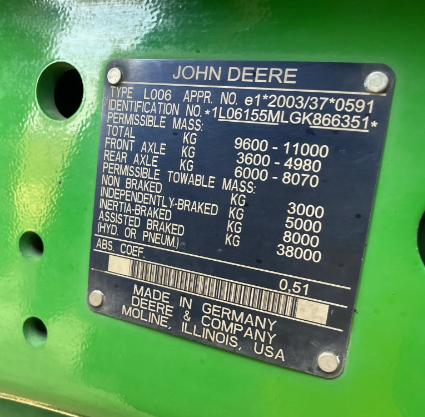 JOHN DEERE
TYPE L006 APPR. NO. e1*2003/37*0591
IDENTIFICATION NO. *1L06155MLGK866351*
PERMISSIBLE MASS:
TOTAL KG 9600 - 11000
FRONT AXLE KG 3600 - 4980
REAR AXLE KG 6000 - 8070
PERMISSIBLE TOWABLE MASS:
NON BRAKED KG 3000
INDEPENDENTLY-BRAKED KG 5000
INERTIA-BRAKED KG 8000
ASSISTED BRAKED KG 38000
(HYD. OR PNEUM.)
ABS. COEF. 0,51
MADE IN GERMANY
DEERE & COMPANY
MOLINE, ILLINOIS, USA